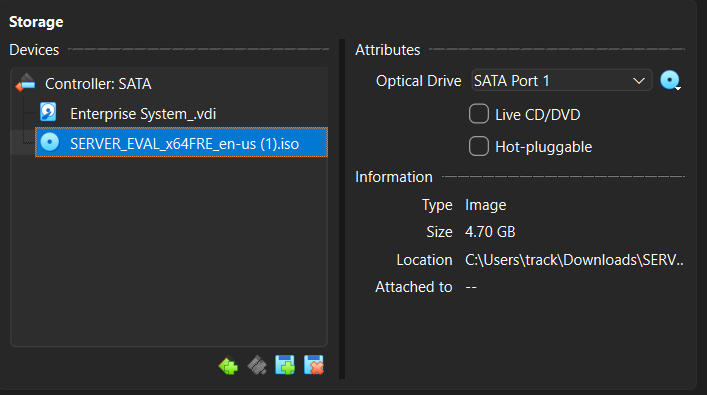 Storage
Devices
Controller: SATA
Enterprise System_.vdi
SERVER_EVAL_x64FRE_en-us (1).iso
Attributes
Optical Drive SATA Port 1
Live CD/DVD
Hot-pluggable
Information
Type Image
Size 4.70 GB
Location C:\Users\track\Downloads\SERV...
Attached to --